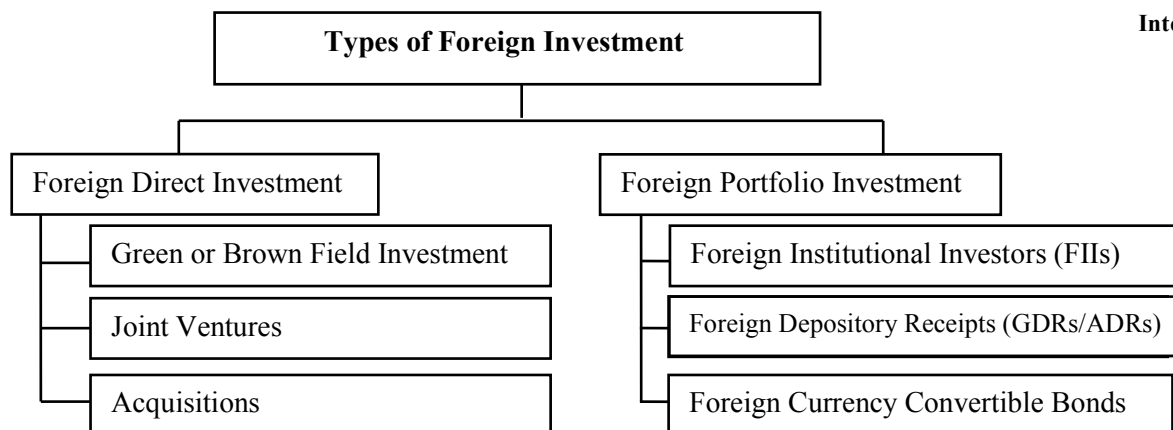 Types of Foreign Investment
Foreign Direct Investment
Green or Brown Field Investment
Joint Ventures
Acquisitions
Foreign Portfolio Investment
Foreign Institutional Investors (FIIs)
Foreign Depository Receipts (GDRs/ADRs)
Foreign Currency Convertible Bonds